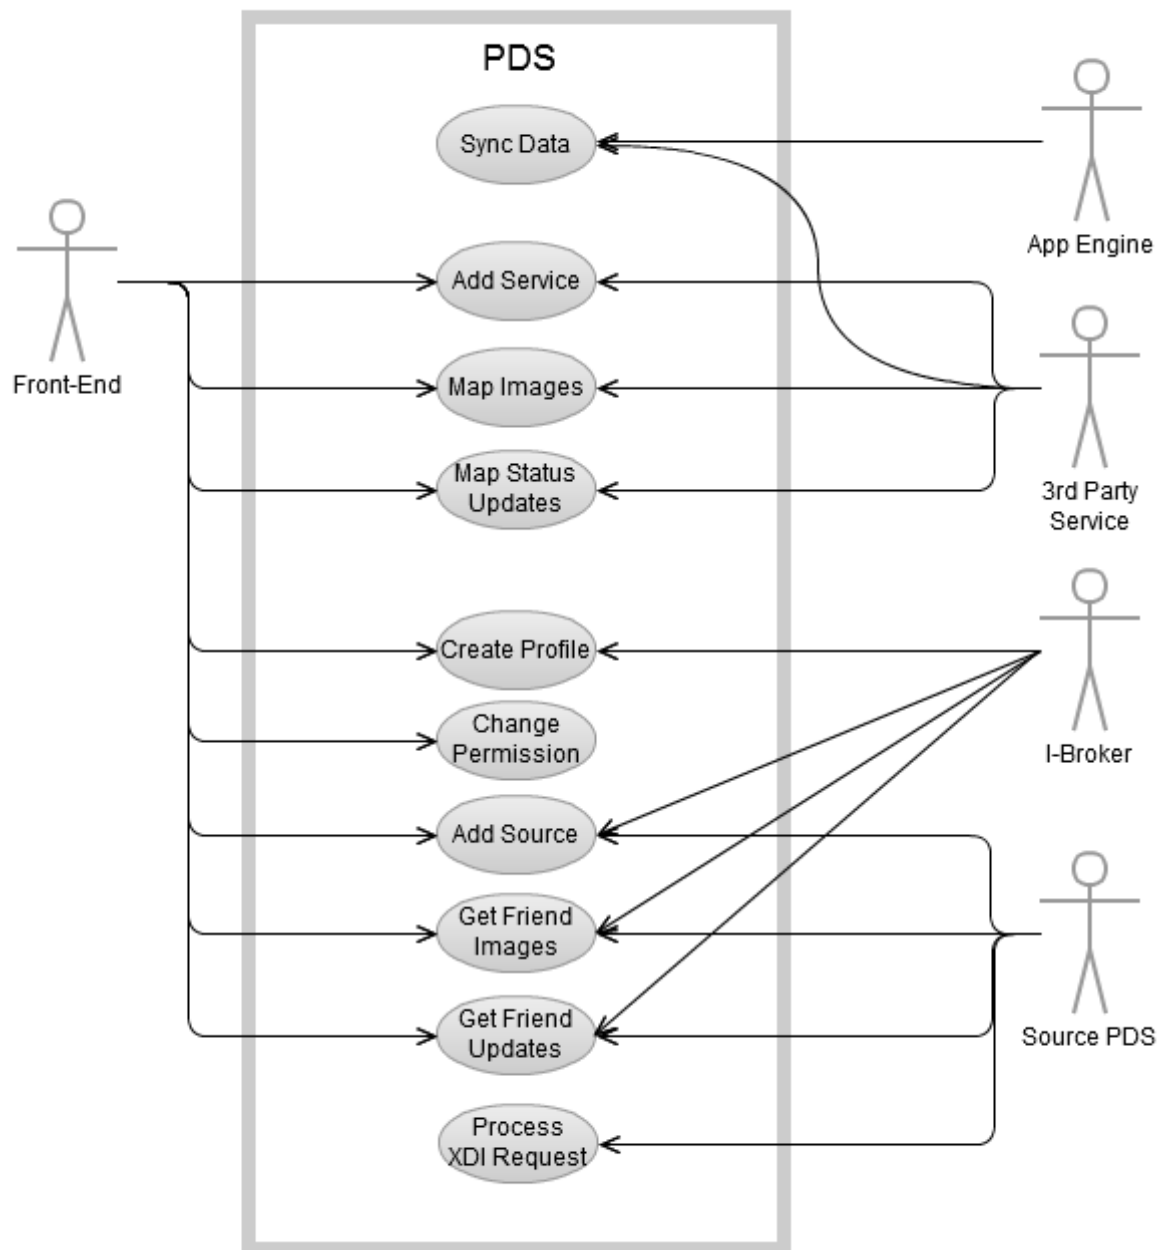 PDS
Sync Data
App Engine
Front-End
Add Service
Map Images
Map Status
Updates
3rd Party
Service
Create Profile
Change
Permission
I-Broker
Add Source
Get Friend
Images
Get Friend
Updates
Source PDS
Process
XDI Request